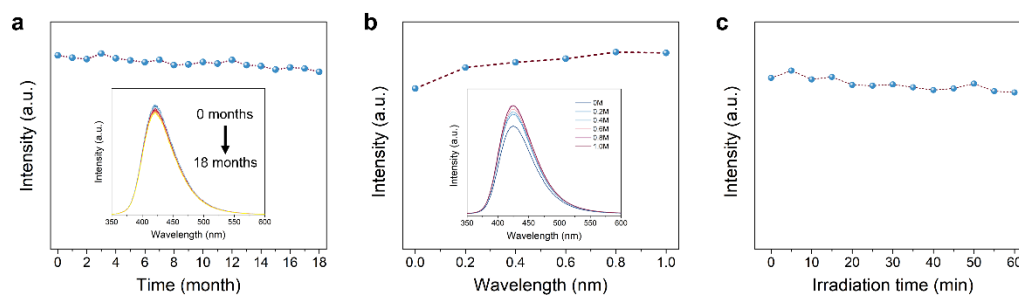 a
Intensity (a.u.)
0 2 4 6 8 10 12 14 16 18
Time (month)
Intensity (a.u.)
0 months
18 months
350 400 450 500 550 600
Wavelength (nm)
b
Intensity (a.u.)
0.0 0.2 0.4 0.6 0.8 1.0
Wavelength (nm)
Intensity (a.u.)
0M
0.2M
0.4M
0.6M
0.8M
1.0M
350 400 450 500 550 600
Wavelength (nm)
c
Intensity (a.u.)
0 10 20 30 40 50 60
Irradiation time (min)